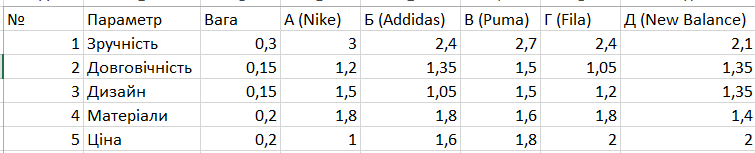 № Параметр Вага А (Nike) Б (Addidas) В (Puma) Г (Fila) Д (New Balance)
1 Зручність 0,3 3 2,4 2,7 2,4 2,1
2 Довговічність 0,15 1,2 1,35 1,5 1,05 1,35
3 Дизайн 0,15 1,5 1,05 1,5 1,2 1,35
4 Матеріали 0,2 1,8 1,8 1,6 1,8 1,4
5 Ціна 0,2 1 1,6 1,8 2 2